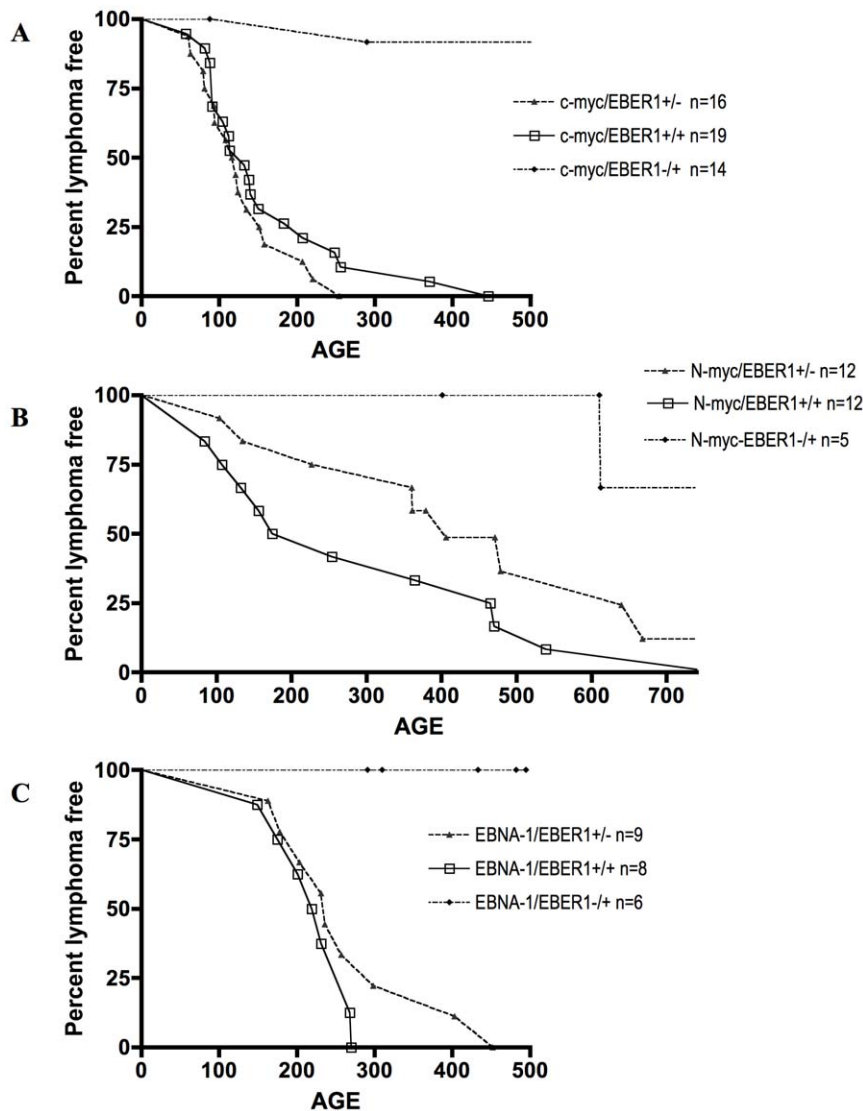 A
Percent lymphoma free
100
75
50
25
0
0
100
200
300
400
500
AGE
c-myc/EBER1+/- n=16
c-myc/EBER1+/+ n=19
c-myc/EBER1-/+ n=14
B
Percent lymphoma free
100
75
50
25
0
0
100
200
300
400
500
600
700
AGE
N-myc/EBER1+/- n=12
N-myc/EBER1+/+ n=12
N-myc-EBER1-/+ n=5
C
Percent lymphoma free
100
75
50
25
0
0
100
200
300
400
500
AGE
EBNA-1/EBER1+/- n=9
EBNA-1/EBER1+/+ n=8
EBNA-1/EBER1-/+ n=6